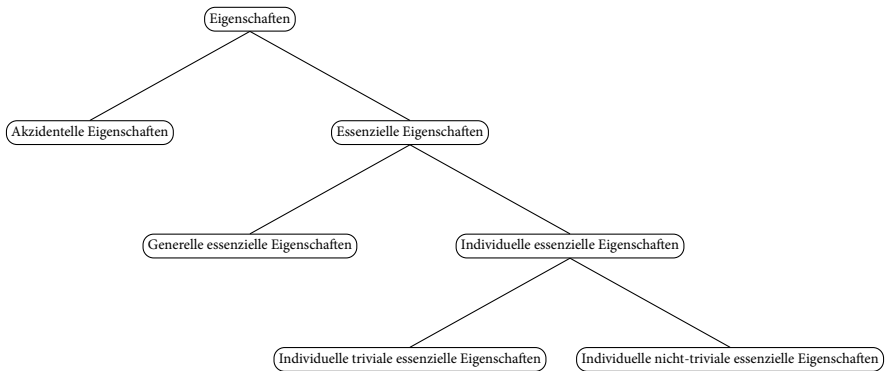 Eigenschaften
Akzidentelle Eigenschaften
Essenzielle Eigenschaften
Generelle essenzielle Eigenschaften
Individuelle essenzielle Eigenschaften
Individuelle triviale essenzielle Eigenschaften
Individuelle nicht-triviale essenzielle Eigenschaften